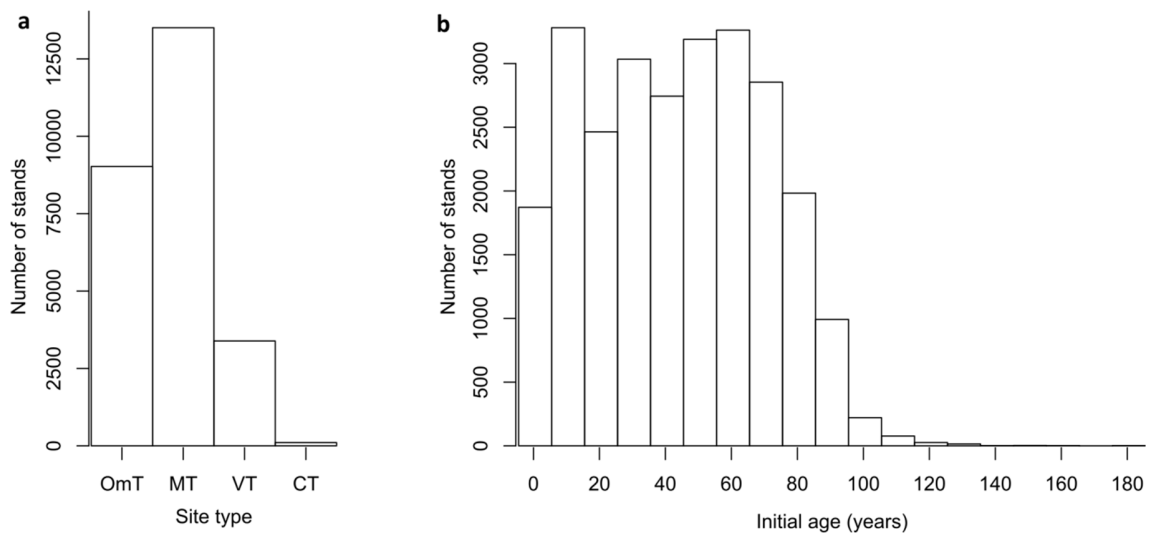 a
Number of stands
12500
10000
7500
5000
2500
0
OmT MT VT CT
Site type
b
Number of stands
3000
2500
2000
1500
1000
500
0
0 20 40 60 80 100 120 140 160 180
Initial age (years)